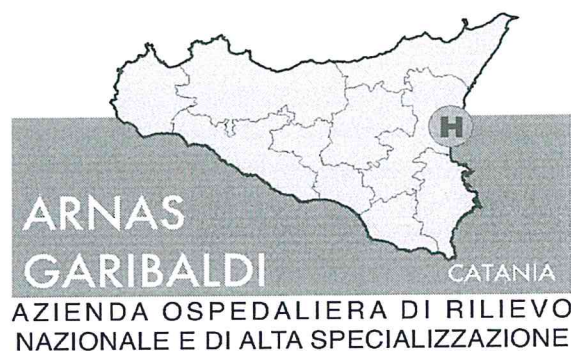 H
ARNAS
GARIBALDI
CATANIA
AZIENDA OSPEDALIERA DI RILIEVO
NAZIONALE E DI ALTA SPECIALIZZAZIONE